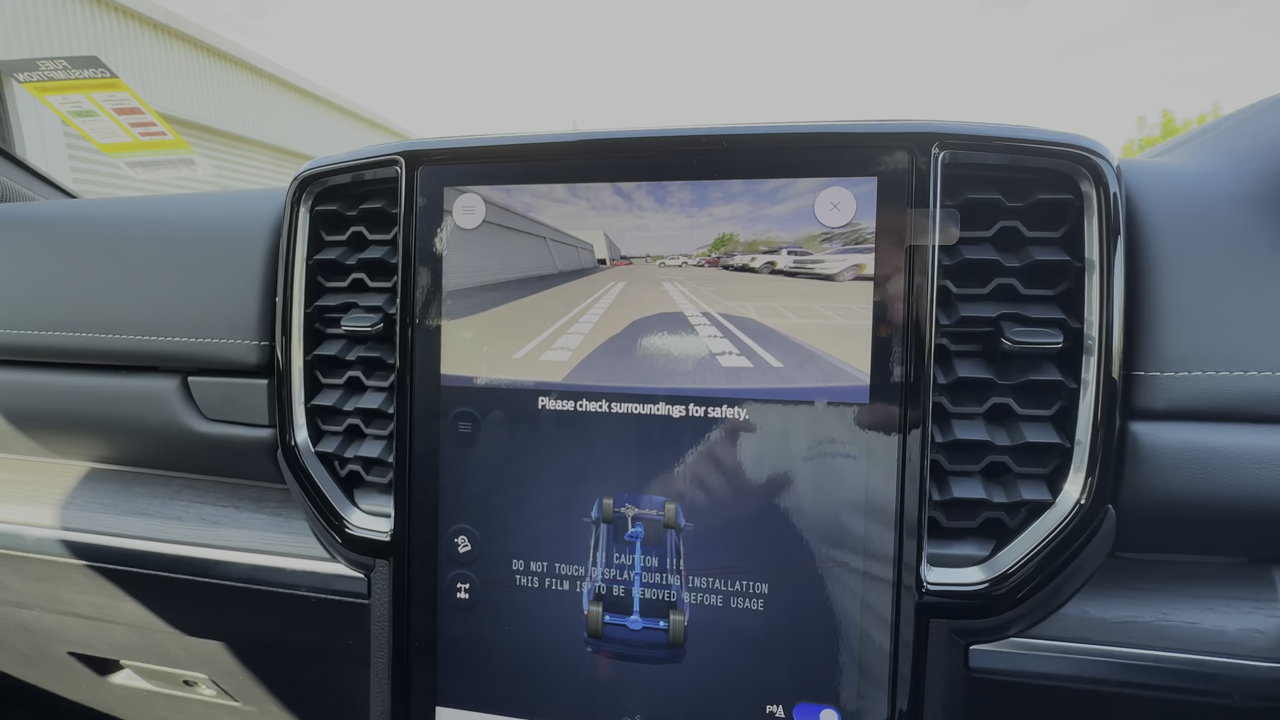 FUEL
CONSUMPTION
Please check surroundings for safety.
!! CAUTION !!!
DO NOT TOUCH DISPLAY DURING INSTALLATION
THIS FILM IS TO BE REMOVED BEFORE USAGE
P